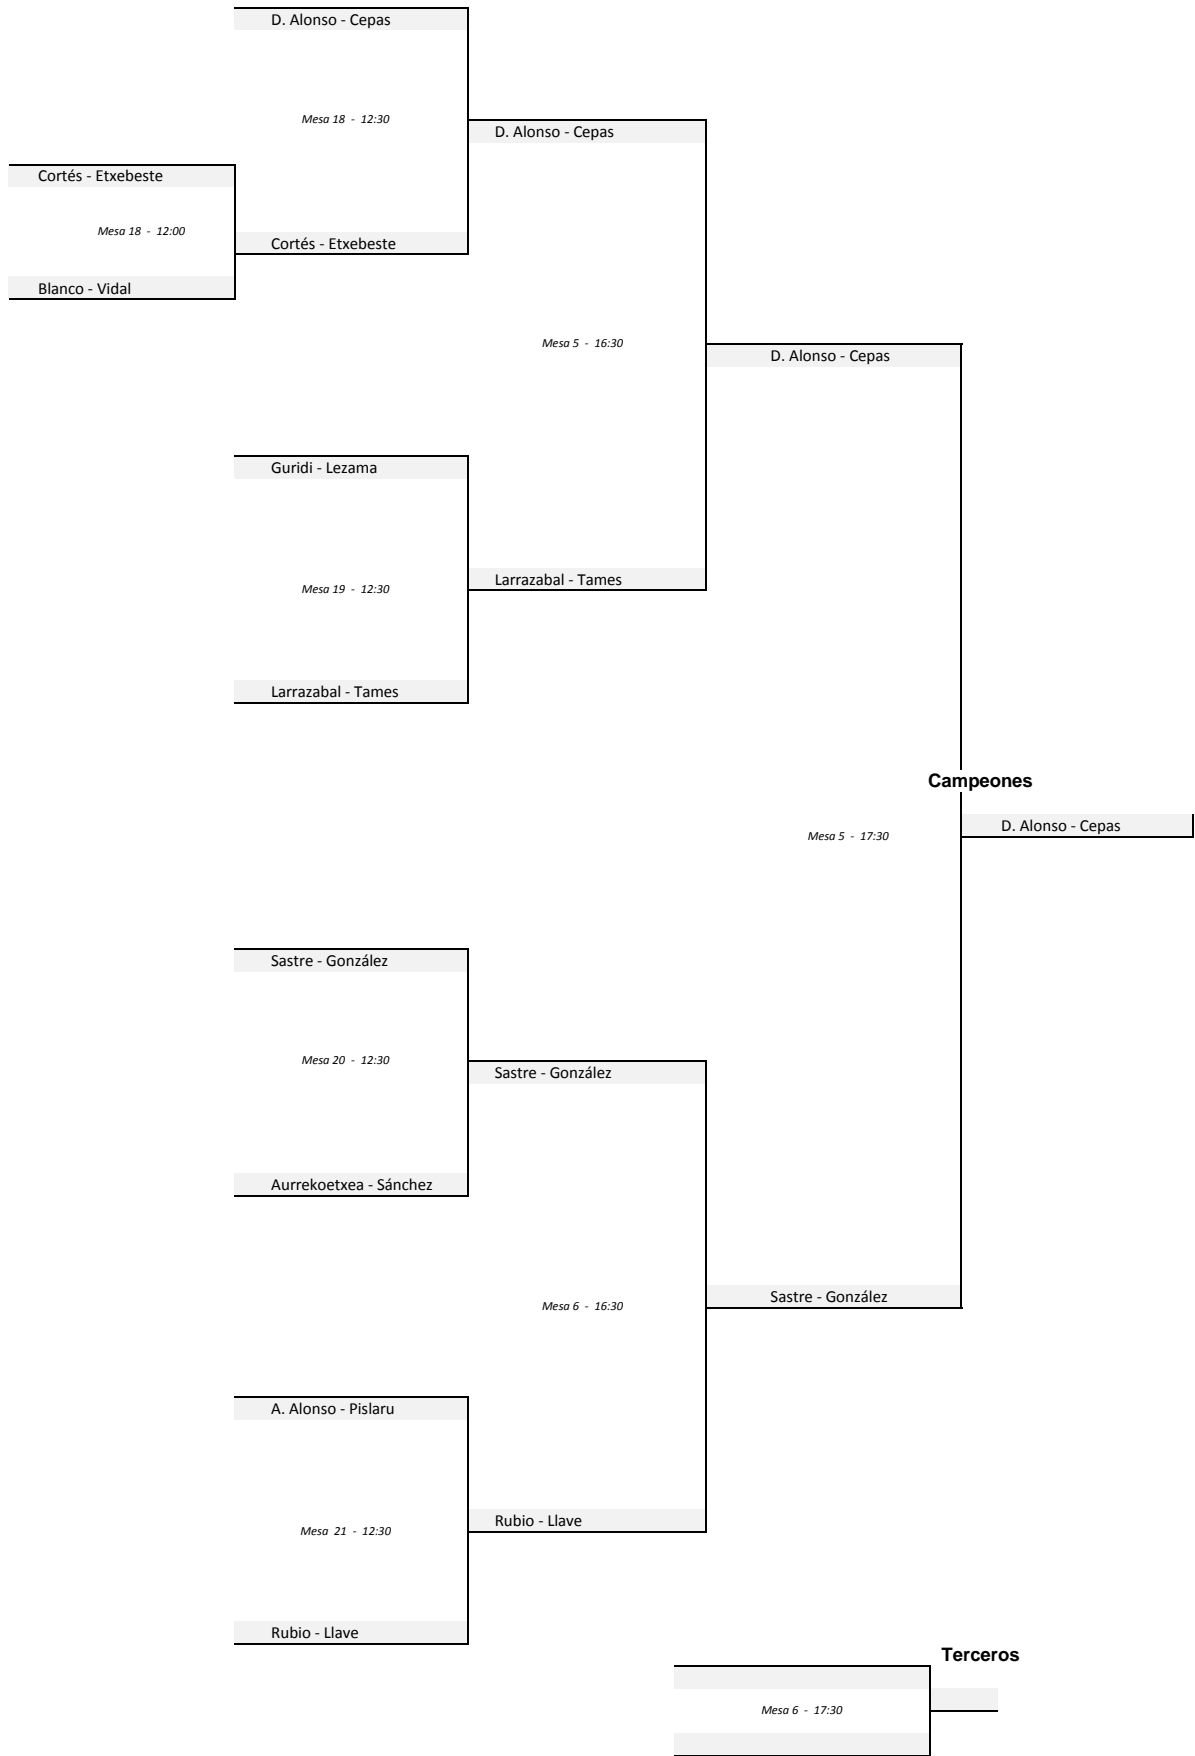 D. Alonso - Cepas
Mesa 18 - 12:30
D. Alonso - Cepas
Cortés - Etxebeste
Mesa 18 - 12:00
Cortés - Etxebeste
Blanco - Vidal
Mesa 5 - 16:30
D. Alonso - Cepas
Guridi - Lezama
Larrazabal - Tames
Mesa 19 - 12:30
Larrazabal - Tames
Campeones
D. Alonso - Cepas
Mesa 5 - 17:30
Sastre - González
Mesa 20 - 12:30
Sastre - González
Aurrekoetxea - Sánchez
Sastre - González
Mesa 6 - 16:30
A. Alonso - Pislaru
Rubio - Llave
Mesa 21 - 12:30
Rubio - Llave
Terceros
Mesa 6 - 17:30